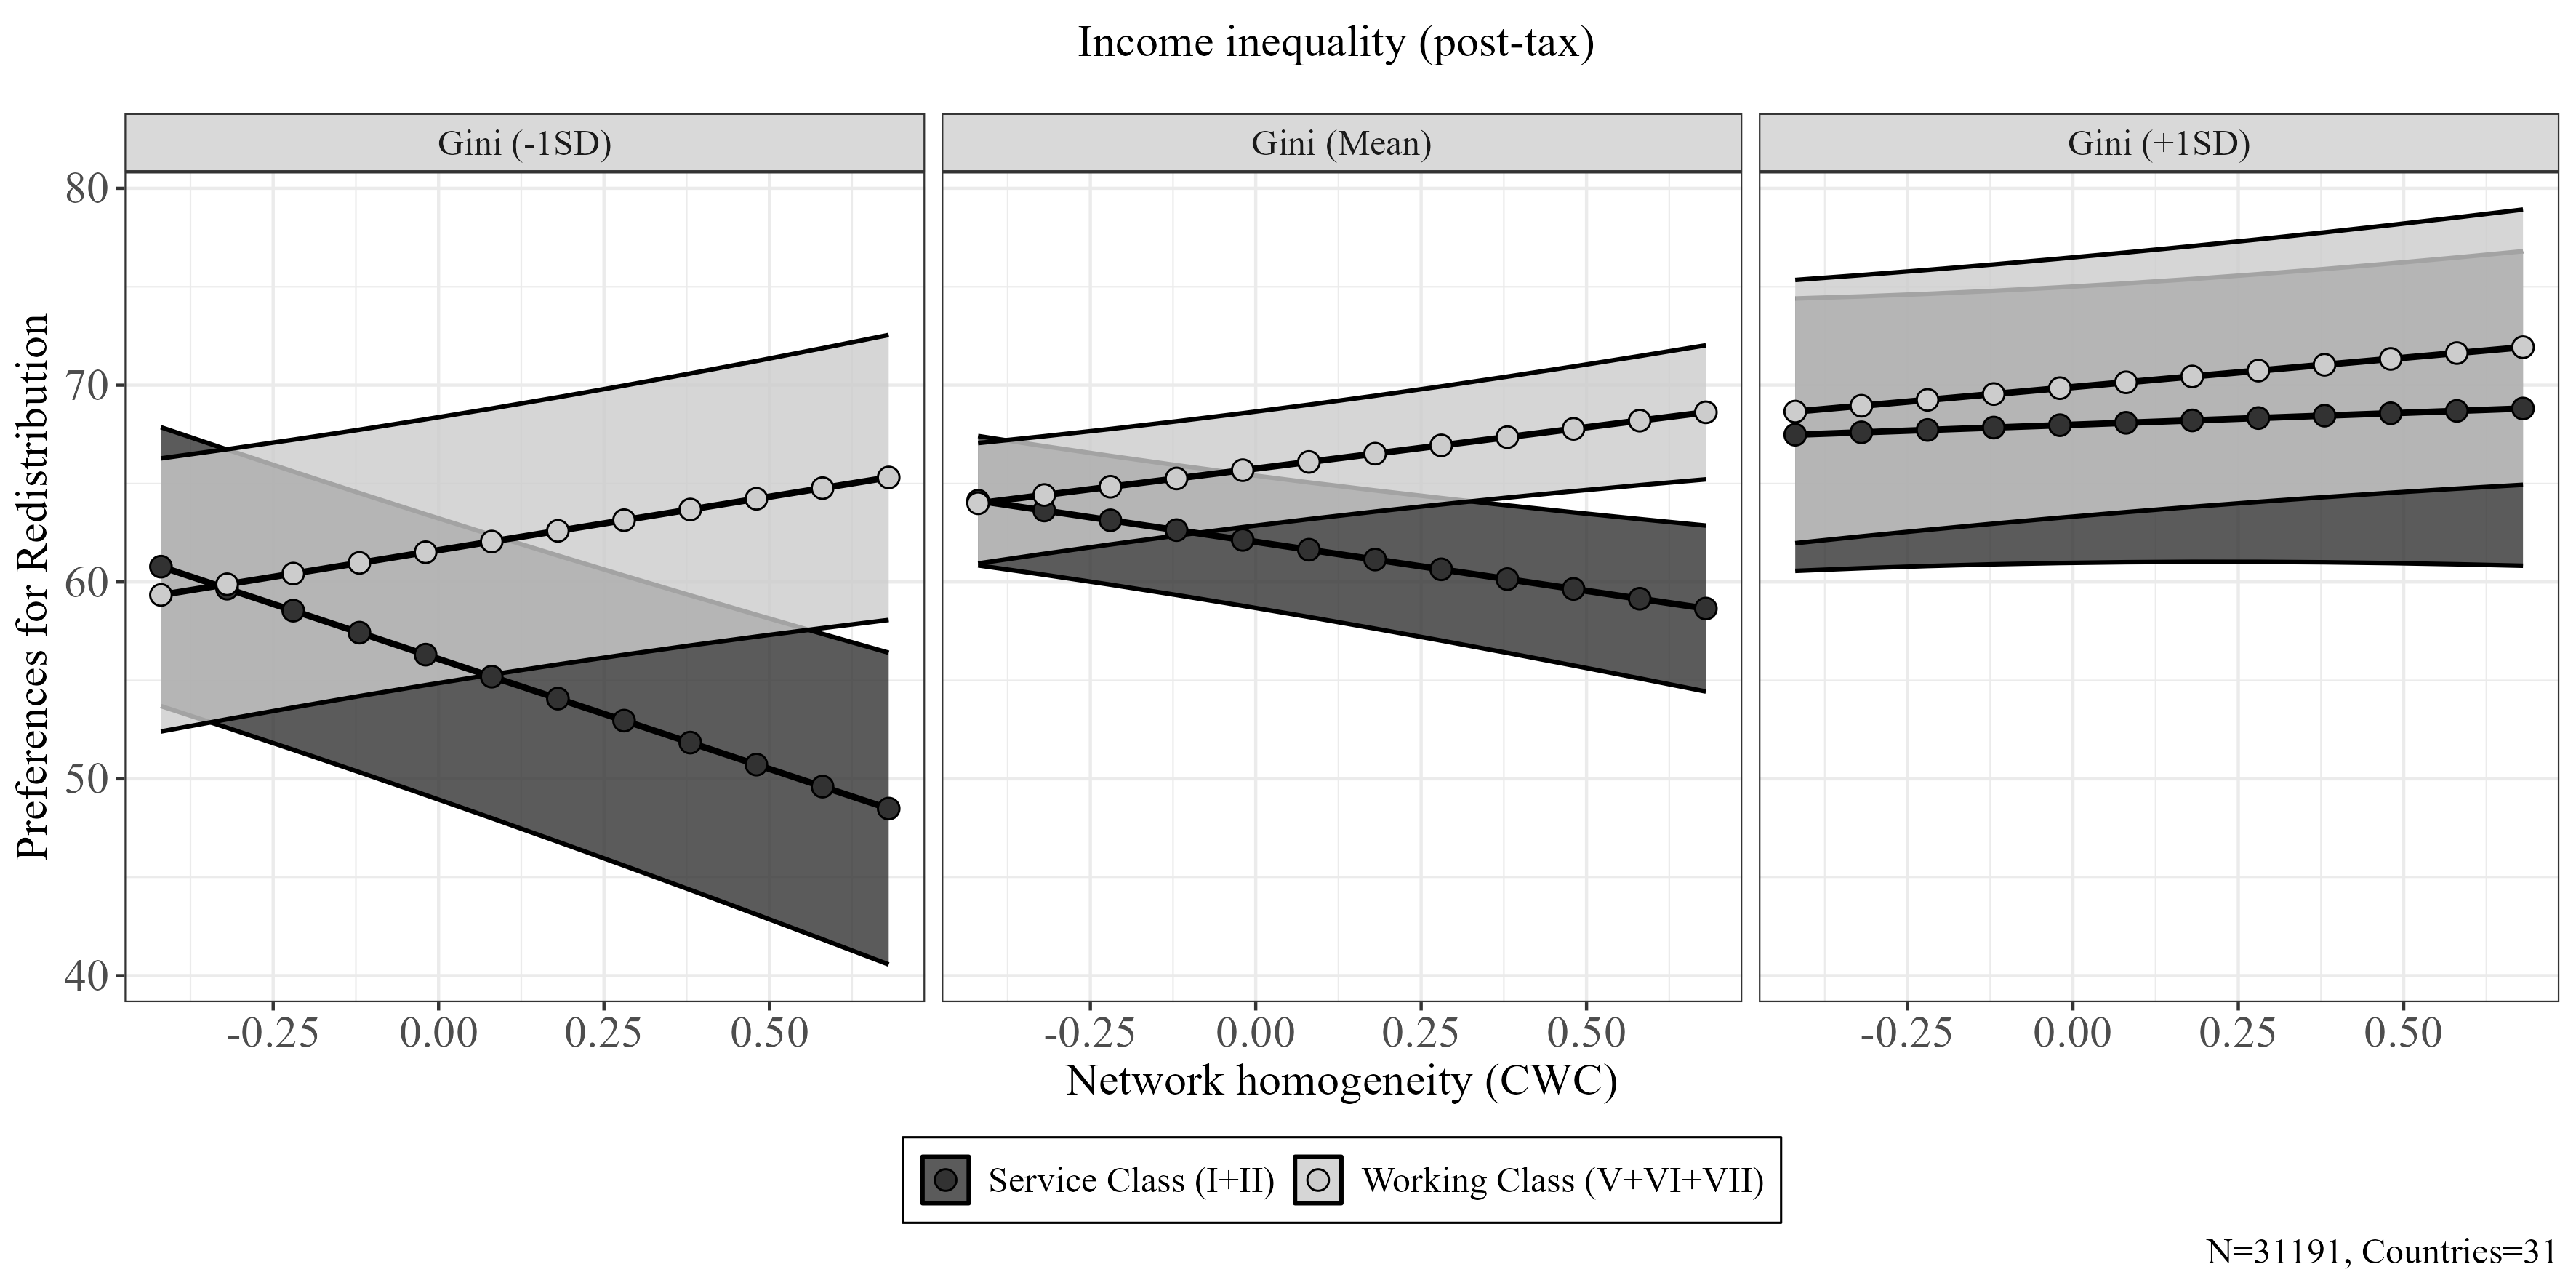 Income inequality (post-tax)
Gini (-1SD)
Gini (Mean)
Gini (+1SD)
Preferences for Redistribution
80
70
60
50
40
-0.25 0.00 0.25 0.50
-0.25 0.00 0.25 0.50
-0.25 0.00 0.25 0.50
Network homogeneity (CWC)
Service Class (I+II) Working Class (V+VI+VII)
N=31191, Countries=31